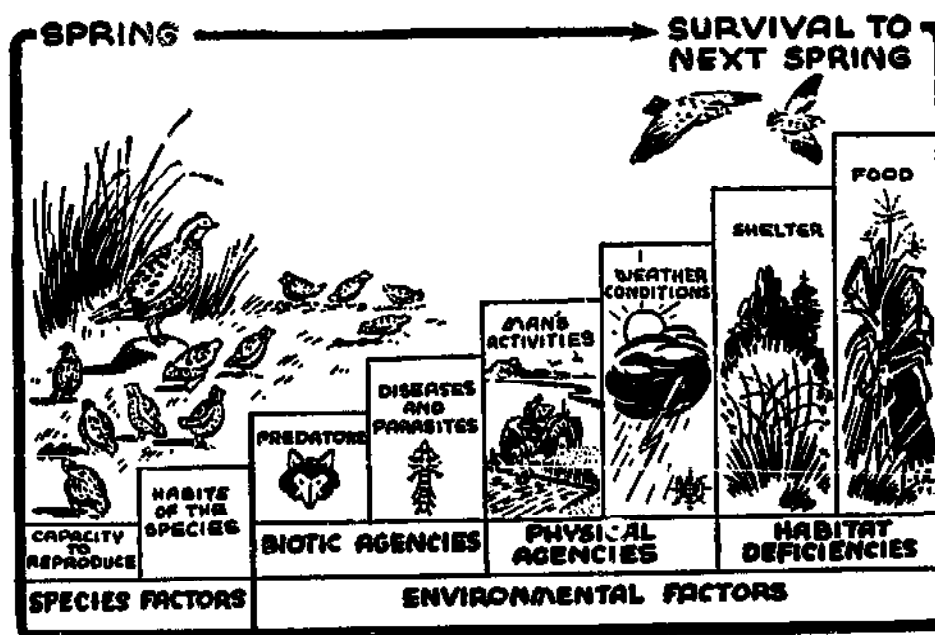 SPRING
SURVIVAL TO
NEXT SPRING
FOOD
SHELTER
WEATHER
CONDITIONS
MAN'S
ACTIVITIES
DISEASES
AND
PARASITES
PREDATORS
HABITS
OF THE
SPECIES
CAPACITY
TO
REPRODUCE
BIOTIC AGENCIES
PHYSICAL
AGENCIES
HABITAT
DEFICIENCIES
SPECIES FACTORS
ENVIRONMENTAL FACTORS